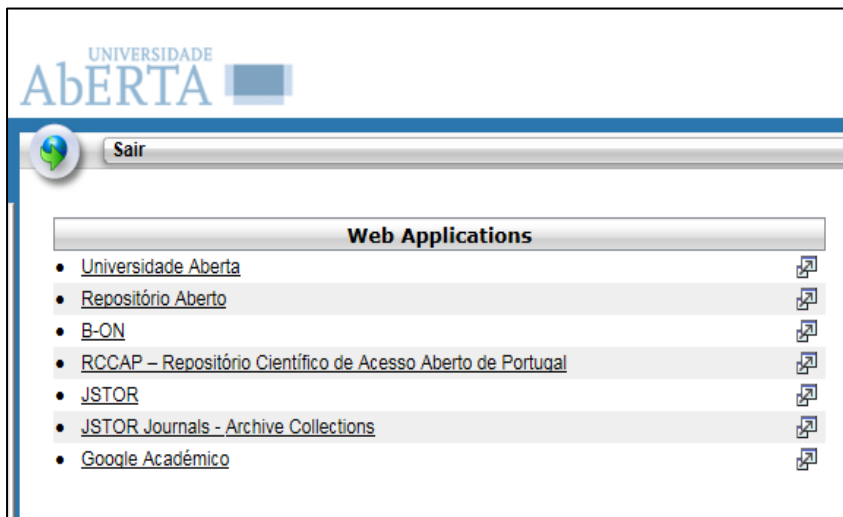 UNIVERSIDADE
AbERTA
Sair
Web Applications
Universidade Aberta
Repositório Aberto
B-ON
RCCAP – Repositório Científico de Acesso Aberto de Portugal
JSTOR
JSTOR Journals - Archive Collections
Google Académico